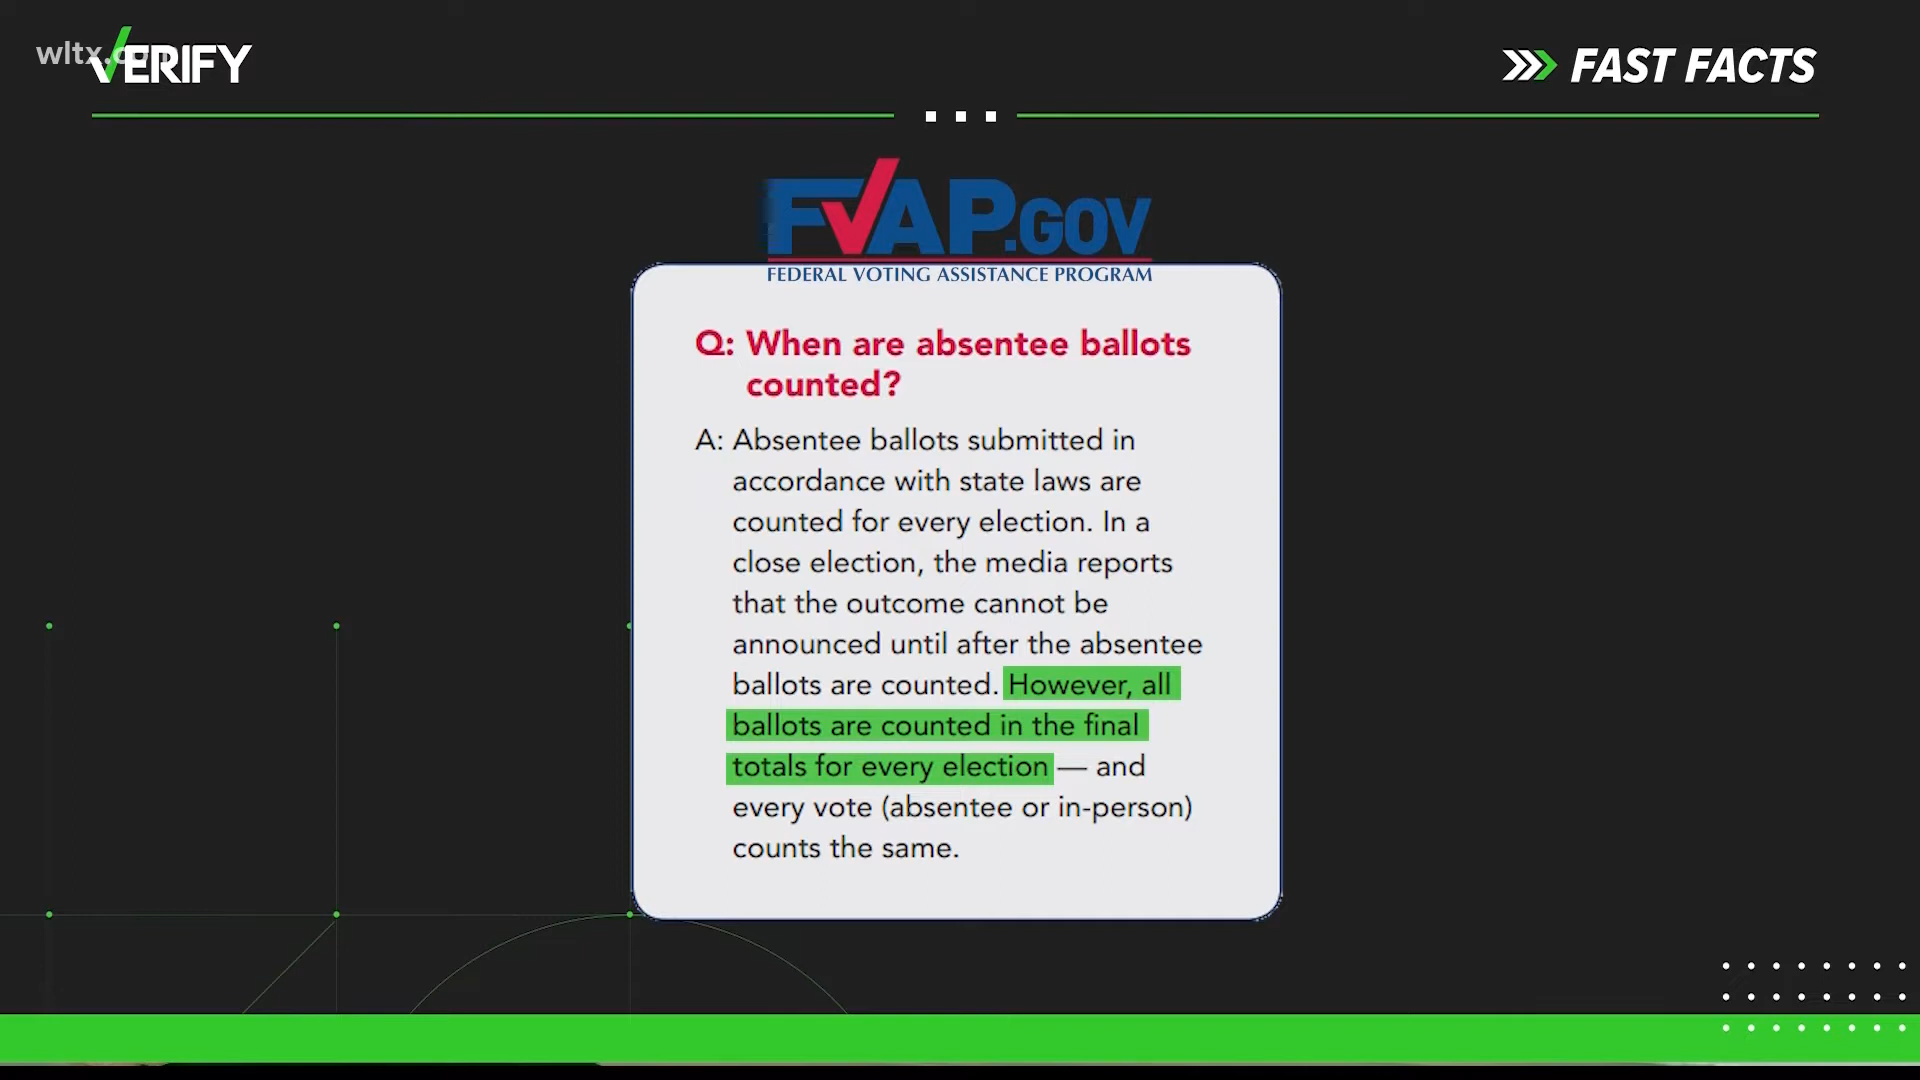 wltx.com
VERIFY
FAST FACTS
FVAP.GOV
FEDERAL VOTING ASSISTANCE PROGRAM
Q: When are absentee ballots
counted?
A: Absentee ballots submitted in
accordance with state laws are
counted for every election. In a
close election, the media reports
that the outcome cannot be
announced until after the absentee
ballots are counted. However, all
ballots are counted in the final
totals for every election — and
every vote (absentee or in-person)
counts the same.